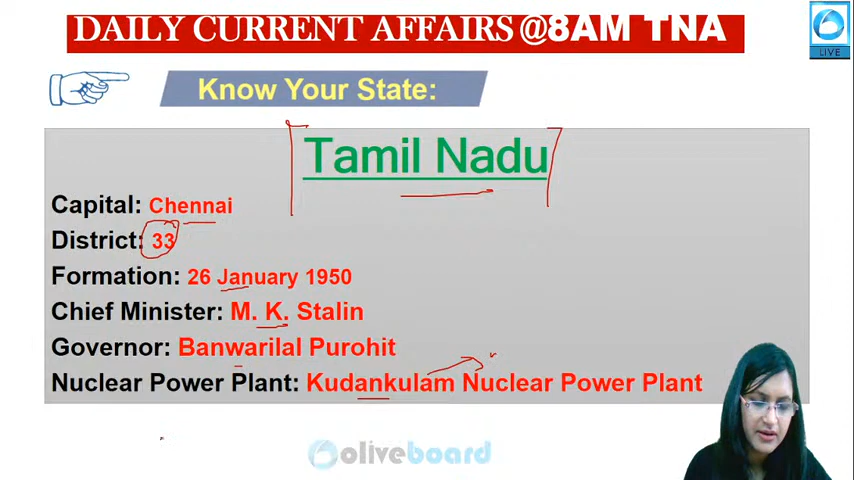 DAILY CURRENT AFFAIRS @8AM TNA
LIVE
Know Your State:
Tamil Nadu
Capital: Chennai
District: 33
Formation: 26 January 1950
Chief Minister: M. K. Stalin
Governor: Banwarilal Purohit
Nuclear Power Plant: Kudankulam Nuclear Power Plant
oliveboard